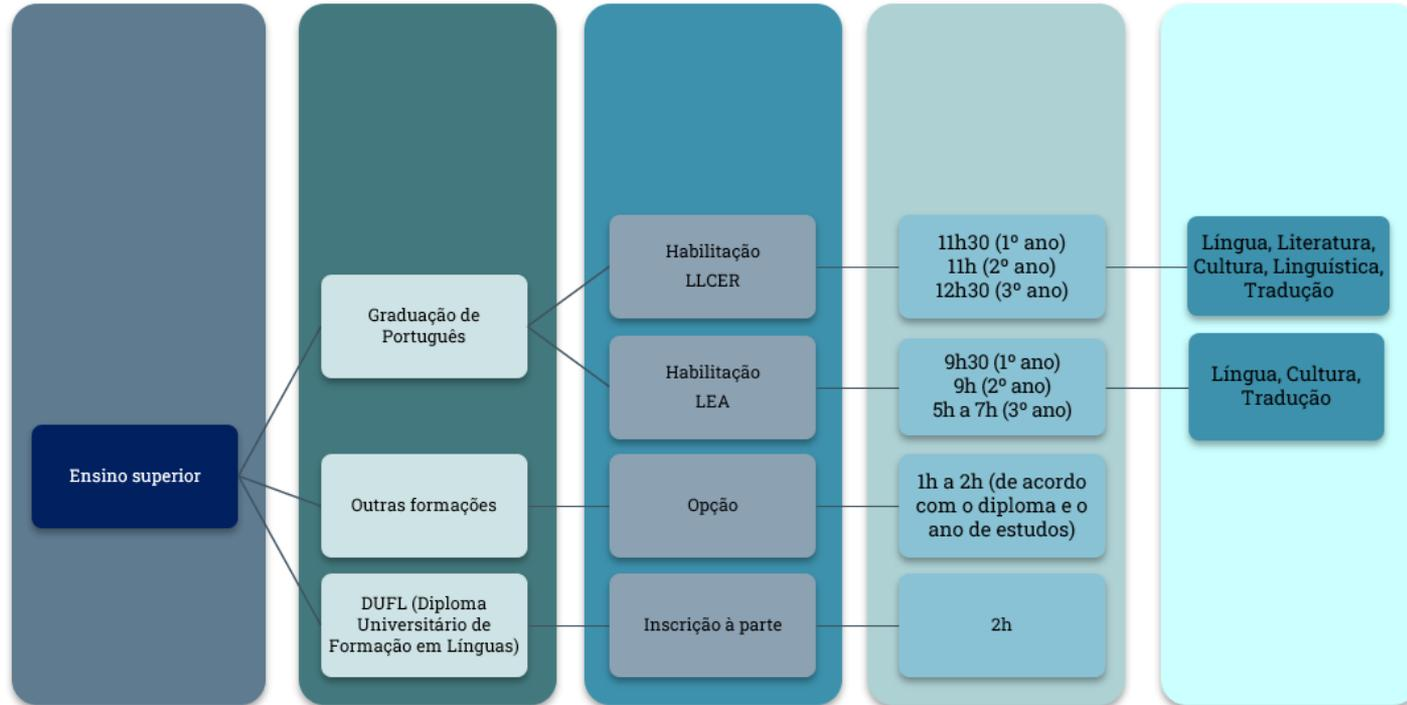 Ensino superior
Graduação de
Português
Outras formações
DUFL (Diploma
Universitário de
Formação em Línguas)
Habilitação
LLCER
Habilitação
LEA
Opção
Inscrição à parte
11h30 (1º ano)
11h (2º ano)
12h30 (3º ano)
9h30 (1º ano)
9h (2º ano)
5h a 7h (3º ano)
1h a 2h (de acordo
com o diploma e o
ano de estudos)
2h
Língua, Literatura,
Cultura, Linguística,
Tradução
Língua, Cultura,
Tradução